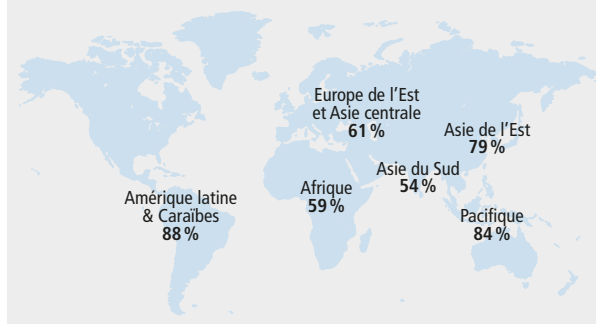 Europe de l’Est
et Asie centrale
61 %
Asie de l’Est
79 %
Asie du Sud
54 %
Afrique
59 %
Amérique latine
& Caraïbes
88 %
Pacifique
84 %